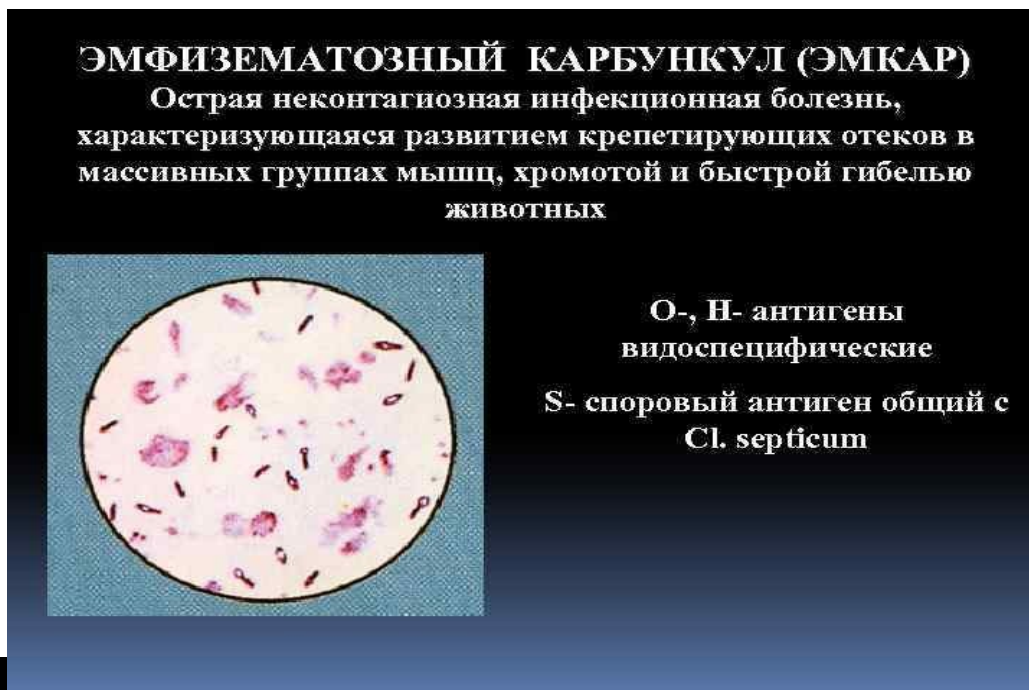 ЭМФИЗЕМАТОЗНЫЙ КАРБУНКУЛ (ЭМКАР)
Острая неконтагиозная инфекционная болезнь,
характеризующаяся развитием крепетирующих отеков в
массивных группах мышц, хромотой и быстрой гибелью
животных
О-, Н- антигены
видоспецифические
S- споровый антиген общий с
Cl. septicum